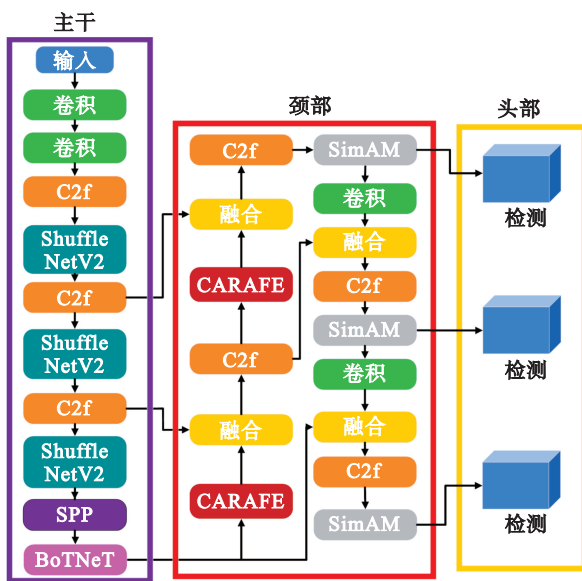 主干
输入
卷积
卷积
C2f
Shuffle
NetV2
C2f
Shuffle
NetV2
C2f
Shuffle
NetV2
SPP
BoTNeT
颈部
C2f
融合
CARAFE
C2f
融合
CARAFE
SimAM
卷积
融合
C2f
SimAM
卷积
融合
C2f
SimAM
头部
检测
检测
检测